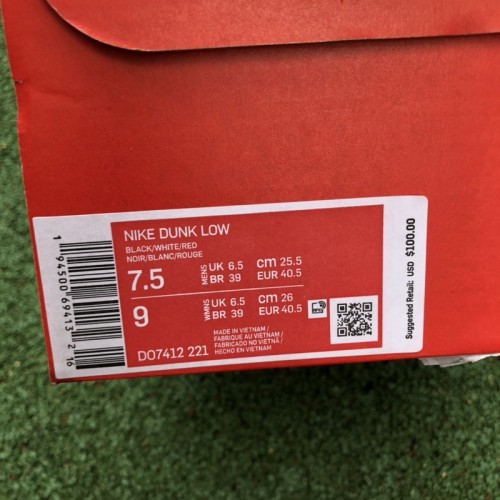 NIKE DUNK LOW
BLACK/WHITE/RED
NOIR/BLANC/ROUGE
7.5 MENS UK 6.5 cm 25.5
BR 39 EUR 40.5
9 WMNS UK 6.5 cm 26
BR 39 EUR 40.5
MADE IN VIETNAM /
FABRIQUE AU VIETNAM /
FABRICADO NO VIETNÃ /
HECHO EN VIETNAM
DO7412 221
Suggested Retail: USD $100.00
1 94500 69413 2 16